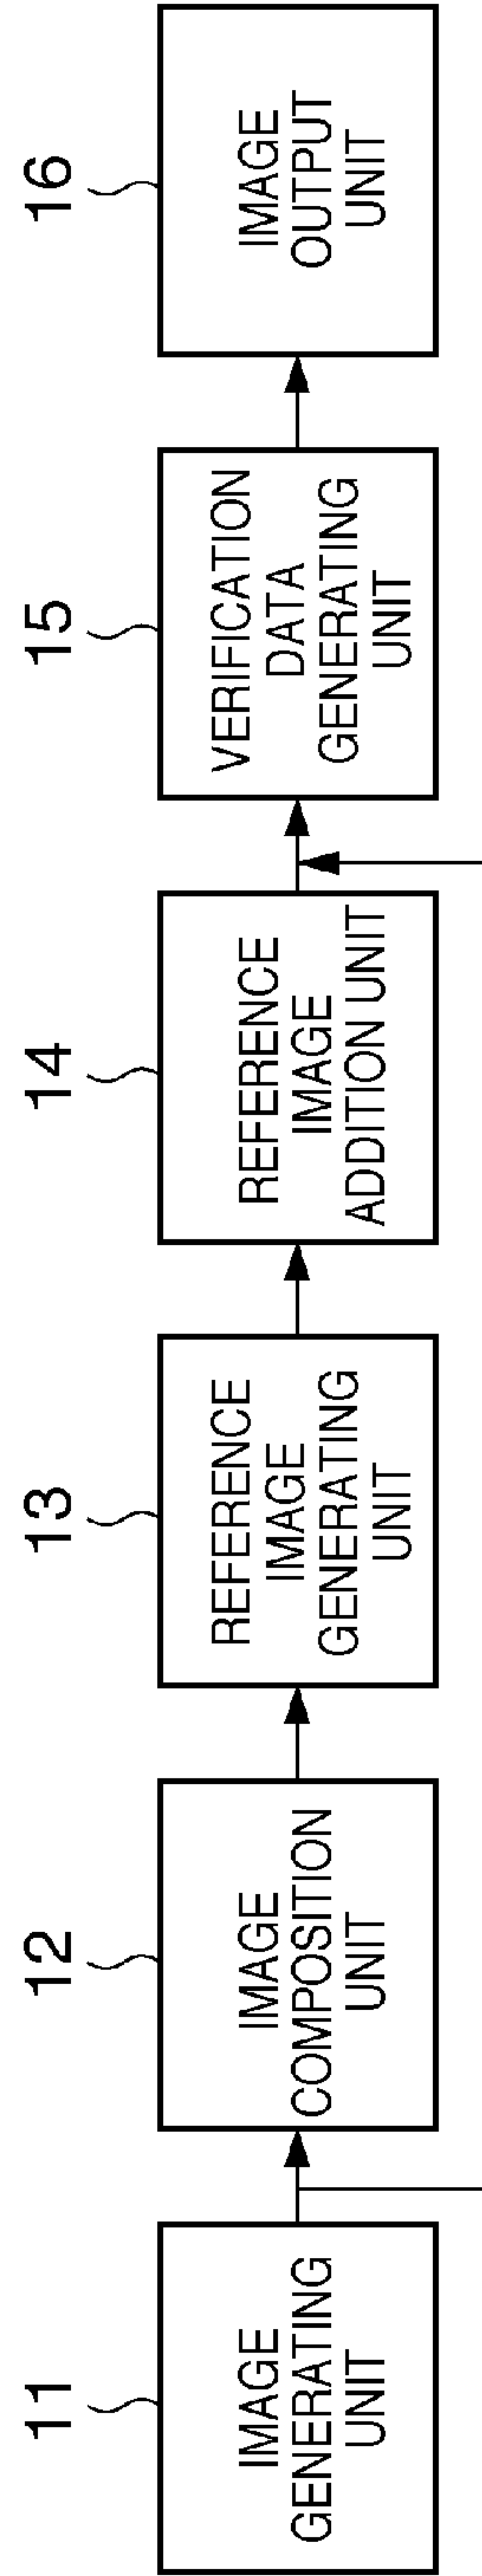 11
IMAGE
GENERATING
UNIT
12
IMAGE
COMPOSITION
UNIT
13
REFERENCE
IMAGE
GENERATING
UNIT
14
REFERENCE
IMAGE
ADDITION UNIT
15
VERIFICATION
DATA
GENERATING
UNIT
16
IMAGE
OUTPUT
UNIT